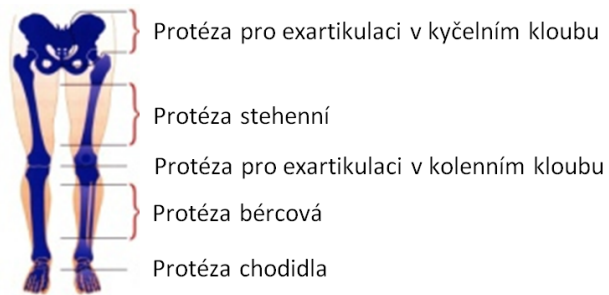 Protéza pro exartikulaci v kyčelním kloubu
Protéza stehenní
Protéza pro exartikulaci v kolenním kloubu
Protéza bércová
Protéza chodidla